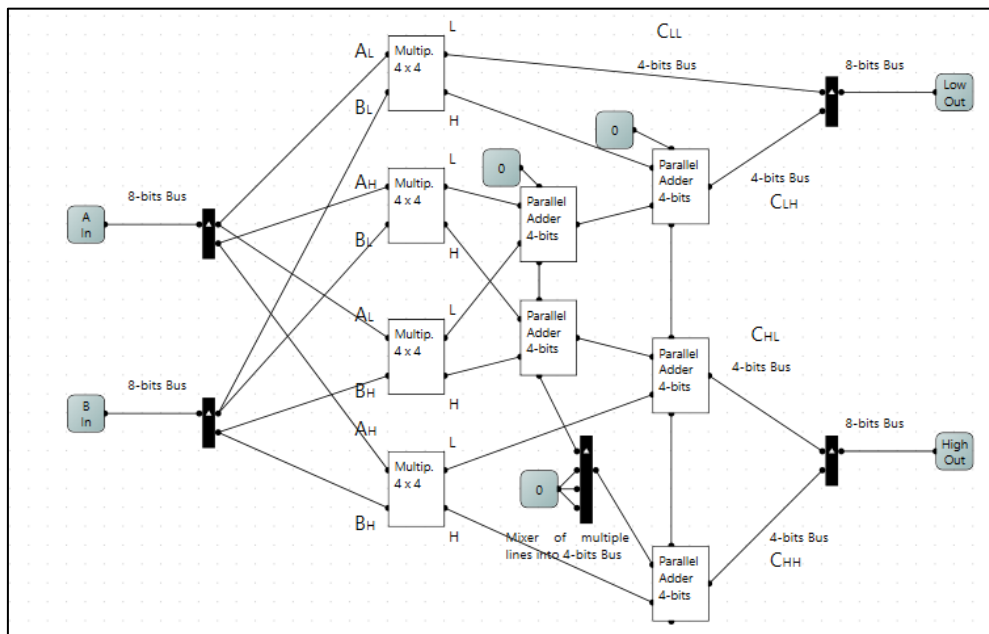 L
CLL
AL
Multip.
4 x 4
4-bits Bus
8-bits Bus
Low
Out
BL
H
0
L
0
Parallel
Adder
4-bits
AH
Multip.
4 x 4
4-bits Bus
8-bits Bus
Parallel
Adder
4-bits
CLH
A
In
BL
H
AL
L
Parallel
Adder
4-bits
Multip.
4 x 4
CHL
Parallel
Adder
4-bits
4-bits Bus
8-bits Bus
BH
H
B
In
AH
8-bits Bus
L
Multip.
4 x 4
High
Out
0
BH
H
Mixer of multiple
lines into 4-bits Bus
4-bits Bus
CHH
Parallel
Adder
4-bits